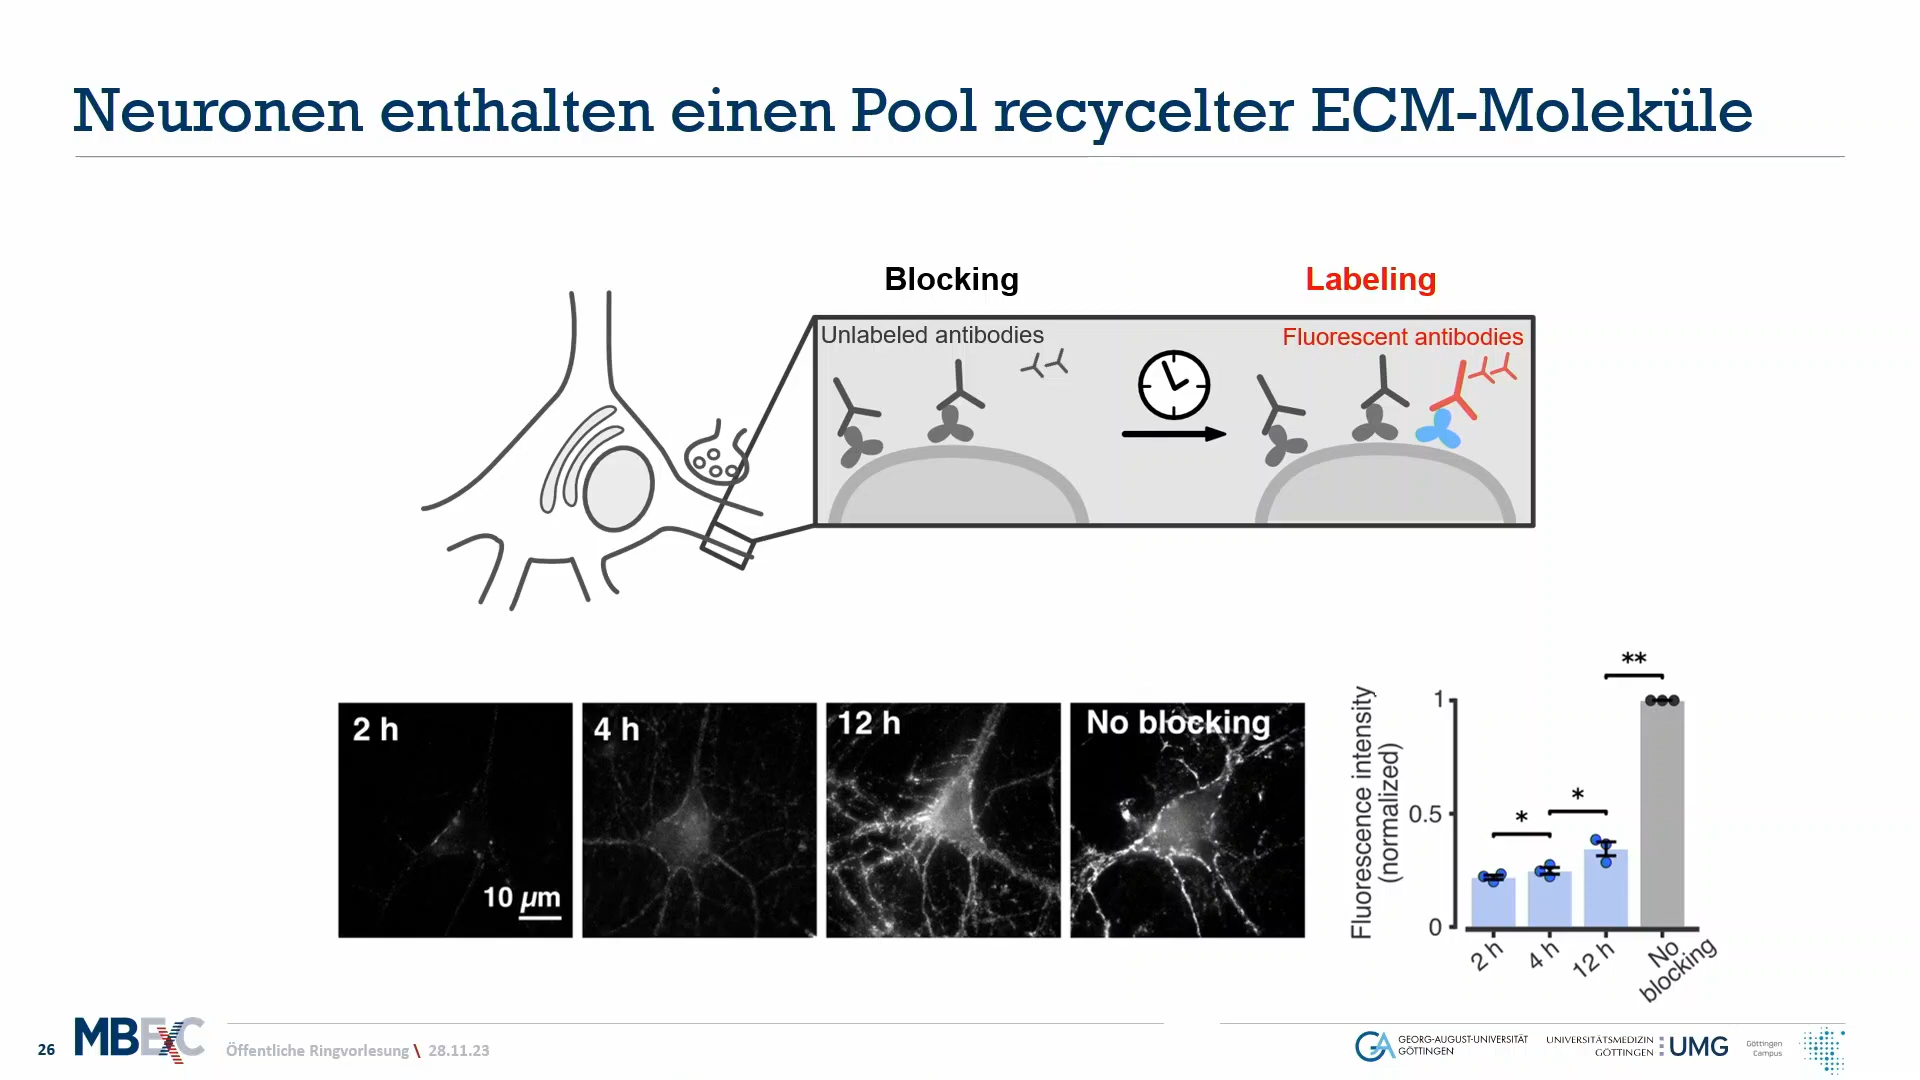 Neuronen enthalten einen Pool recycelter ECM-Moleküle
Blocking
Labeling
Unlabeled antibodies
Fluorescent antibodies
2 h
4 h
12 h
No blocking
10 µm
Fluorescence intensity
(normalized)
1
0.5
0
*
*
**
2 h
4 h
12 h
No
blocking
26
MBEXC
Öffentliche Ringvorlesung \ 28.11.23
GEORG-AUGUST-UNIVERSITÄT
GÖTTINGEN
UNIVERSITÄTSMEDIZIN
GÖTTINGEN
UMG
Göttingen
Campus